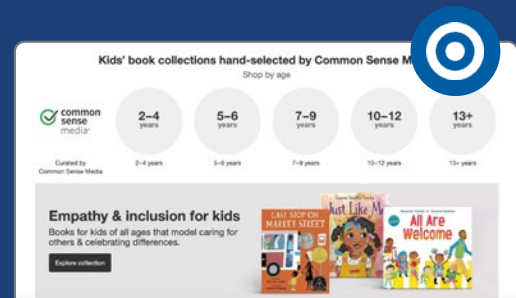 Kids' book collections hand-selected by Common Sense M
Shop by age
common
sense
media
2–4
years
5–6
years
7–9
years
10–12
years
13+
years
Curated by
Common Sense Media
2–4 years
5–6 years
7–9 years
10–12 years
13+ years
Empathy & inclusion for kids
Books for kids of all ages that model caring for
others & celebrating differences.
Explore collection
LAST STOP ON
MARKET STREET
Just Like Me
All Are
Welcome